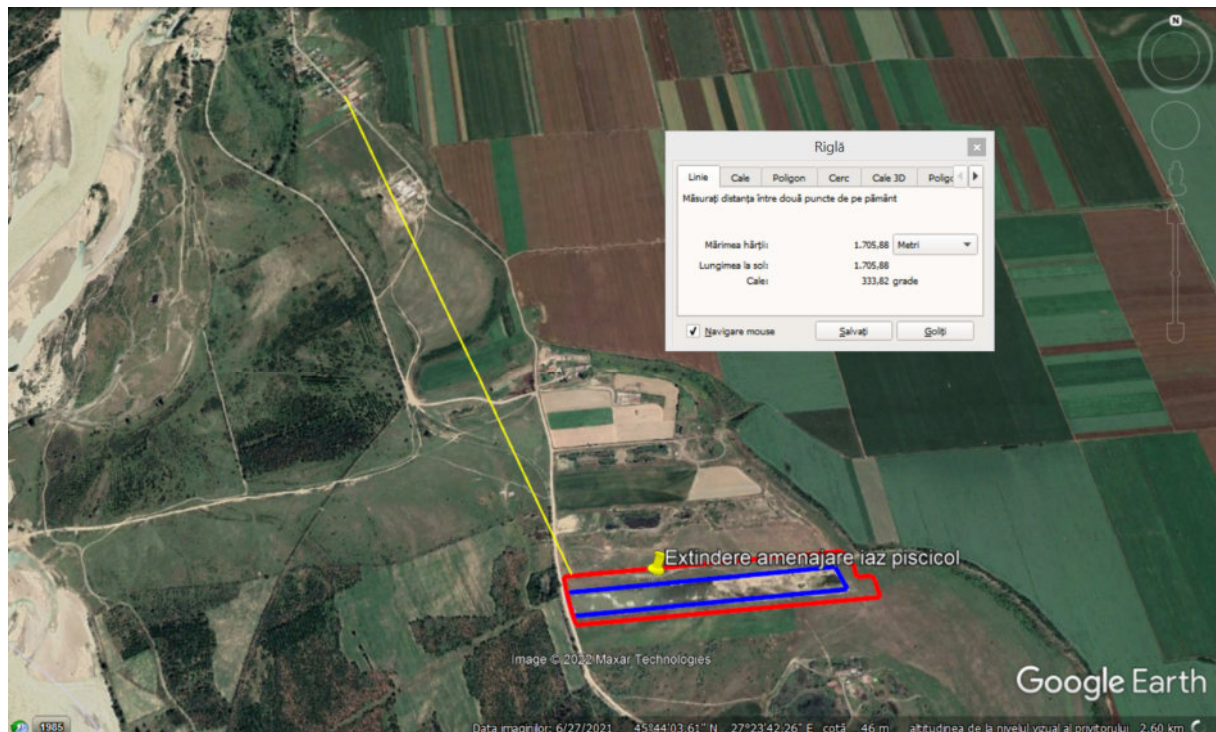 N
Riglă
Linie Cale Poligon Cerc Cale 3D Poligo
Măsurați distanța între două puncte de pe pământ
Mărimea hărții: 1.705,88 Metri
Lungimea la sol: 1.705,88
Cale: 333,82 grade
Navigare mouse Salvați Goliți
Extindere amenajare iaz piscicol
Image © 2022 Maxar Technologies
Google Earth
1985
Data imaginilor: 6/27/2021 45°44'03.61" N 27°23'42.26" E cotă 46 m altitudinea de la nivelul vizual al privitorului 2.60 km